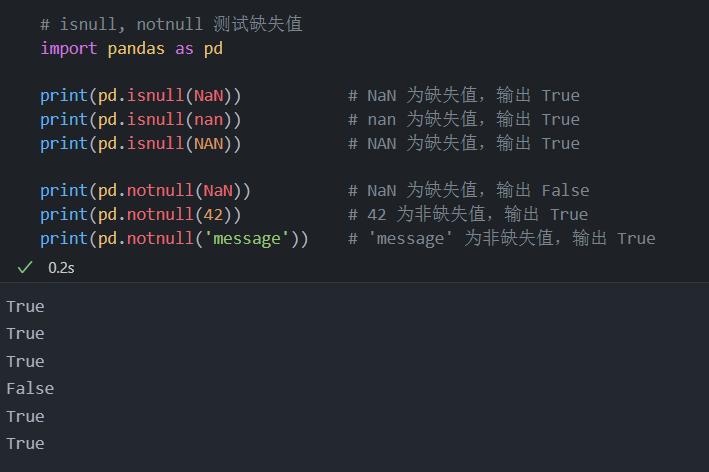 # isnull, notnull 测试缺失值
import pandas as pd
print(pd.isnull(NaN))           # NaN 为缺失值，输出 True
print(pd.isnull(nan))           # nan 为缺失值，输出 True
print(pd.isnull(NAN))           # NAN 为缺失值，输出 True
print(pd.notnull(NaN))          # NaN 为缺失值，输出 False
print(pd.notnull(42))           # 42 为非缺失值，输出 True
print(pd.notnull('message'))    # 'message' 为非缺失值，输出 True
0.2s
True
True
True
False
True
True